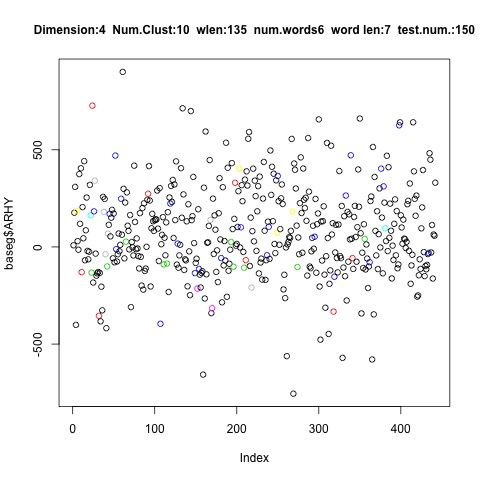 Dimension:4 Num.Clust:10 wlen:135 num.words6 word len:7 test.num.:150
baseg$ARHY
500
0
-500
0 100 200 300 400
Index